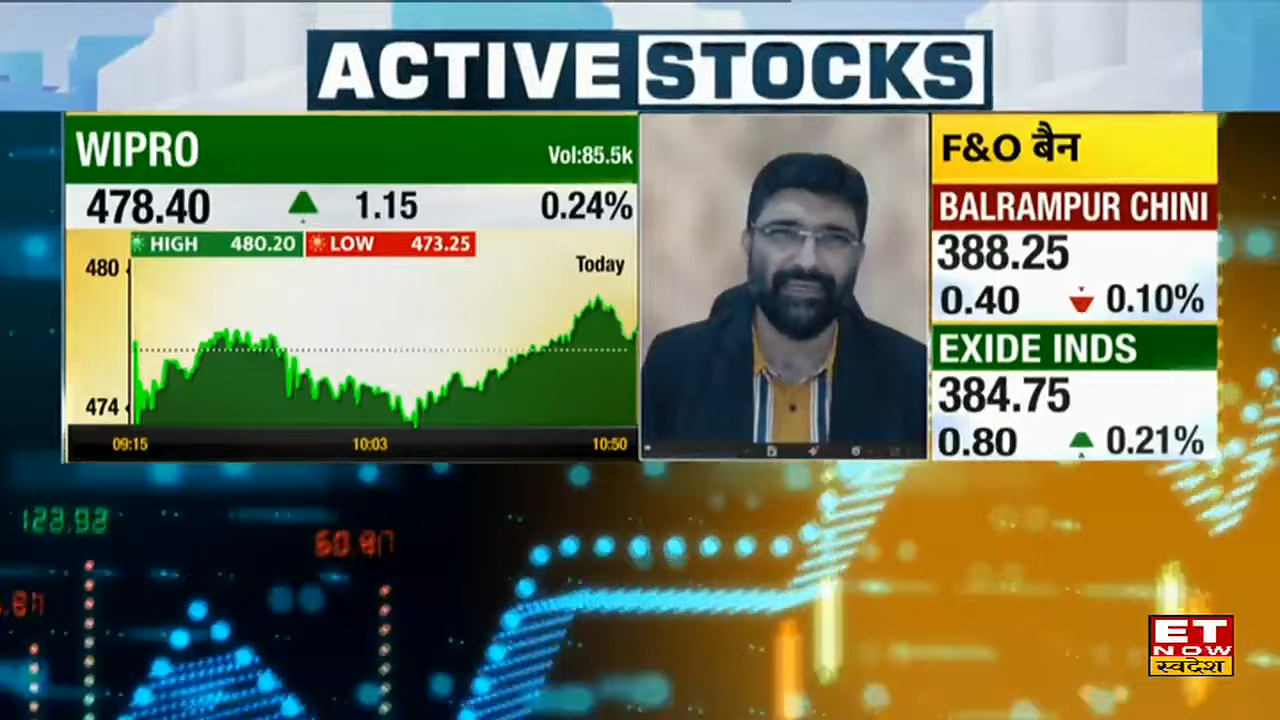 ACTIVE STOCKS
WIPRO
Vol:85.5k
478.40 1.15 0.24%
HIGH 480.20 LOW 473.25
480
Today
474
09:15 10:03 10:50
F&O बैन
BALRAMPUR CHINI
388.25
0.40 0.10%
EXIDE INDS
384.75
0.80 0.21%
123.93
ET
NOW
स्वदेश